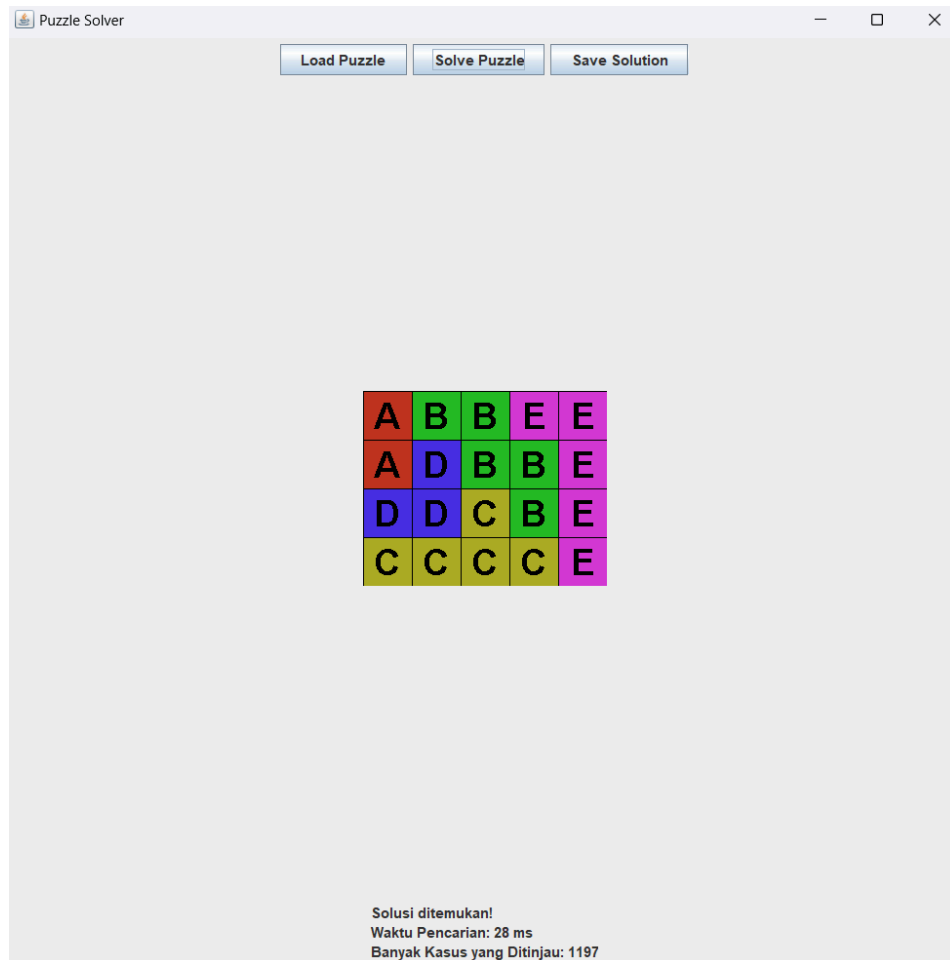 Puzzle Solver
Load Puzzle Solve Puzzle Save Solution
A B B E E
A D B B E
D D C B E
C C C C E
Solusi ditemukan!
Waktu Pencarian: 28 ms
Banyak Kasus yang Ditinjau: 1197